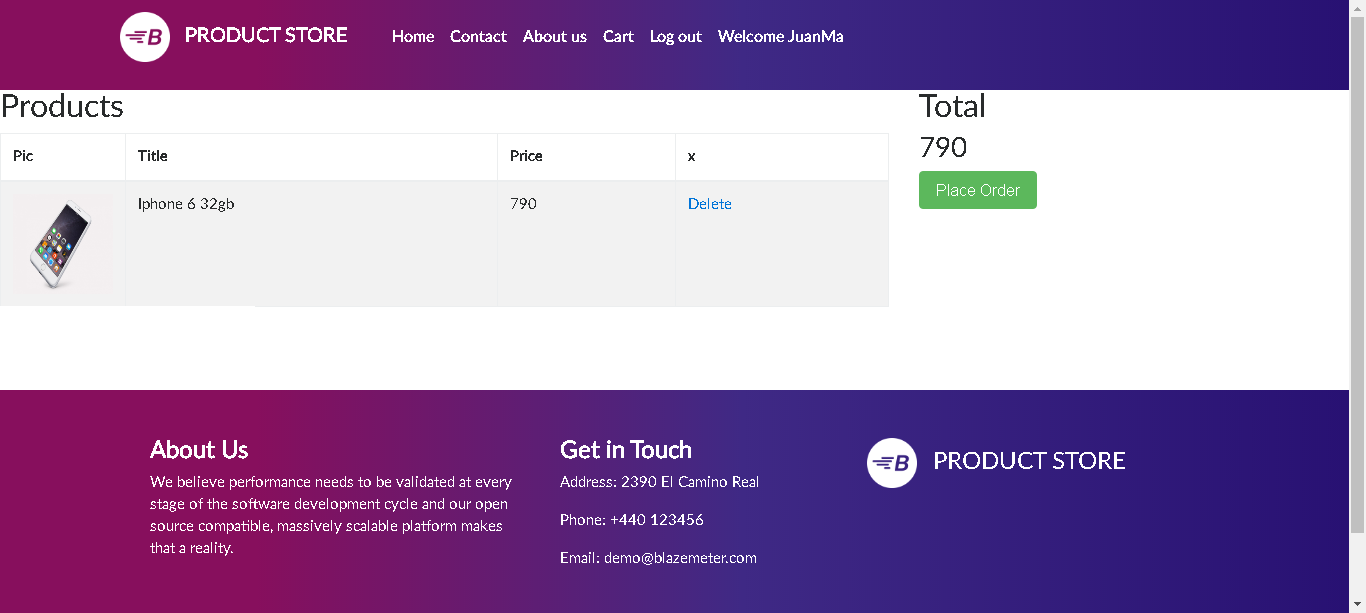 B PRODUCT STORE Home Contact About us Cart Log out Welcome JuanMa
Products
Pic Title Price x
Iphone 6 32gb 790 Delete
Total
790
Place Order
About Us
We believe performance needs to be validated at every
stage of the software development cycle and our open
source compatible, massively scalable platform makes
that a reality.
Get in Touch
Address: 2390 El Camino Real
Phone: +440 123456
Email: demo@blazemeter.com
B PRODUCT STORE